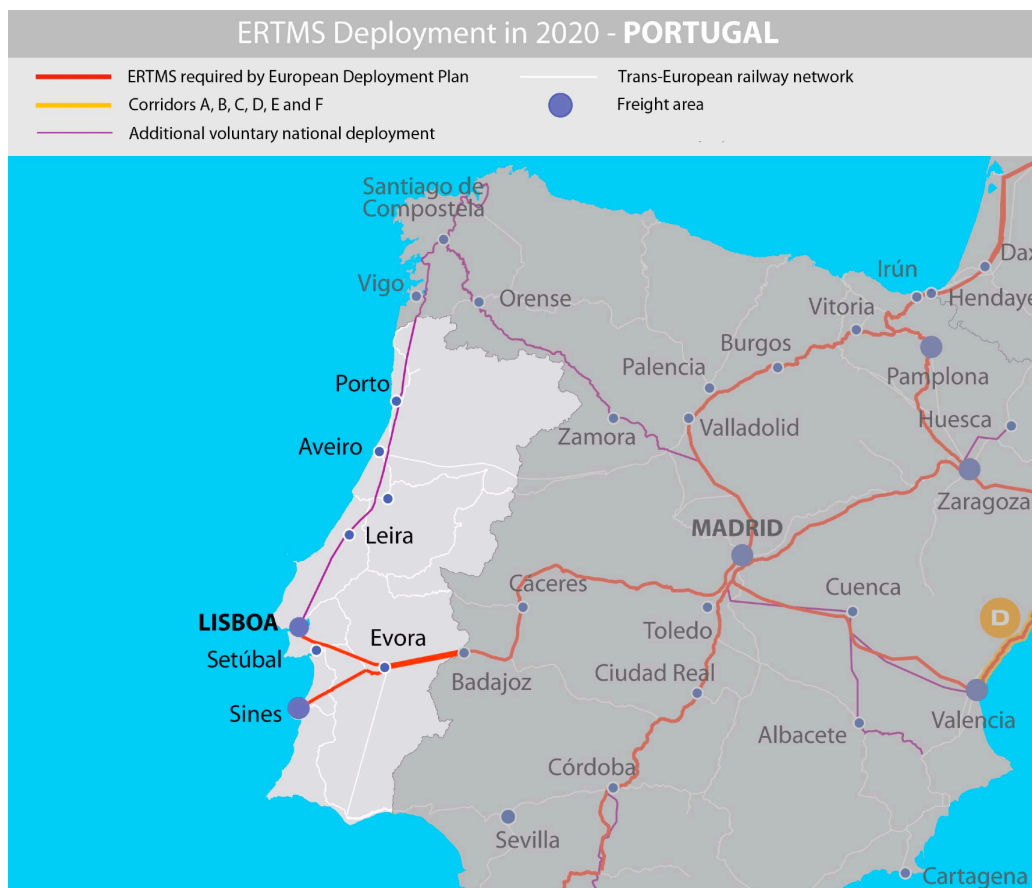 ERTMS Deployment in 2020 - PORTUGAL
ERTMS required by European Deployment Plan
Trans-European railway network
Corridors A, B, C, D, E and F
Freight area
Additional voluntary national deployment
Santiago de
Compostela
Vigo
Orense
Irún
Dax
Hendaye
Vitoria
Burgos
Palencia
Pamplona
Porto
Huesca
Zamora
Valladolid
Aveiro
Zaragoza
MADRID
Leira
Cáceres
Cuenca
LISBOA
D
Toledo
Evora
Setúbal
Badajoz
Ciudad Real
Sines
Valencia
Albacete
Córdoba
Sevilla
Cartagena